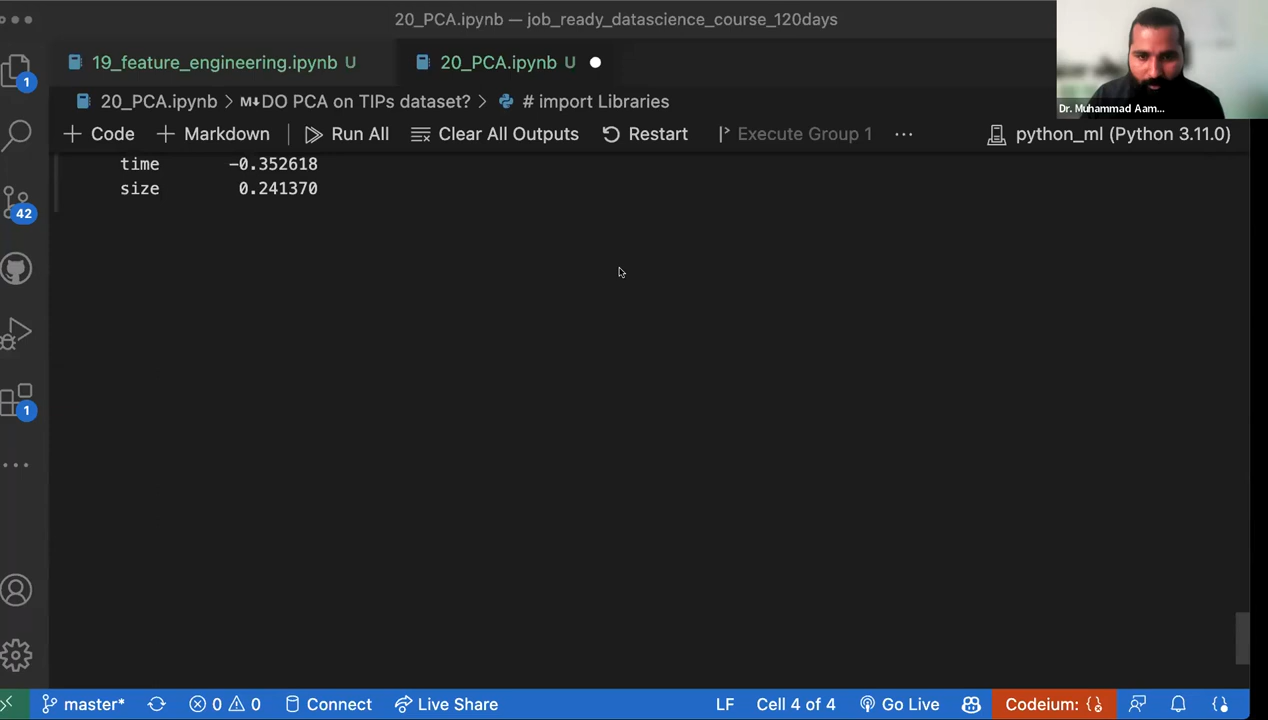 20_PCA.ipynb — job_ready_datascience_course_120days
19_feature_engineering.ipynb U
20_PCA.ipynb U
20_PCA.ipynb > M↓DO PCA on TIPs dataset? > # import Libraries
+ Code + Markdown Run All Clear All Outputs Restart Execute Group 1 ... python_ml (Python 3.11.0)
Dr. Muhammad Aam...
time -0.352618
size 0.241370
1
42
1
master* 0 0 Connect Live Share LF Cell 4 of 4 Go Live Codeium: {}